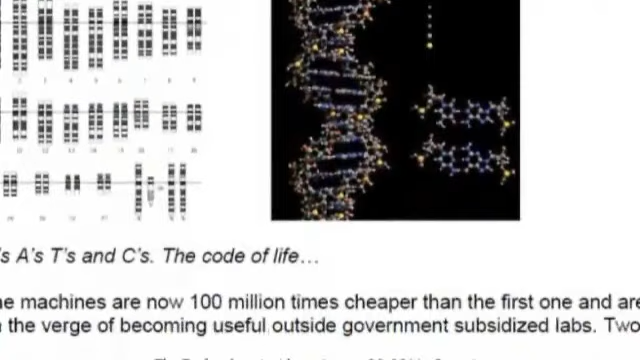 's A's T's and C's. The code of life…
ne machines are now 100 million times cheaper than the first one and are
the verge of becoming useful outside government subsidized labs. Two